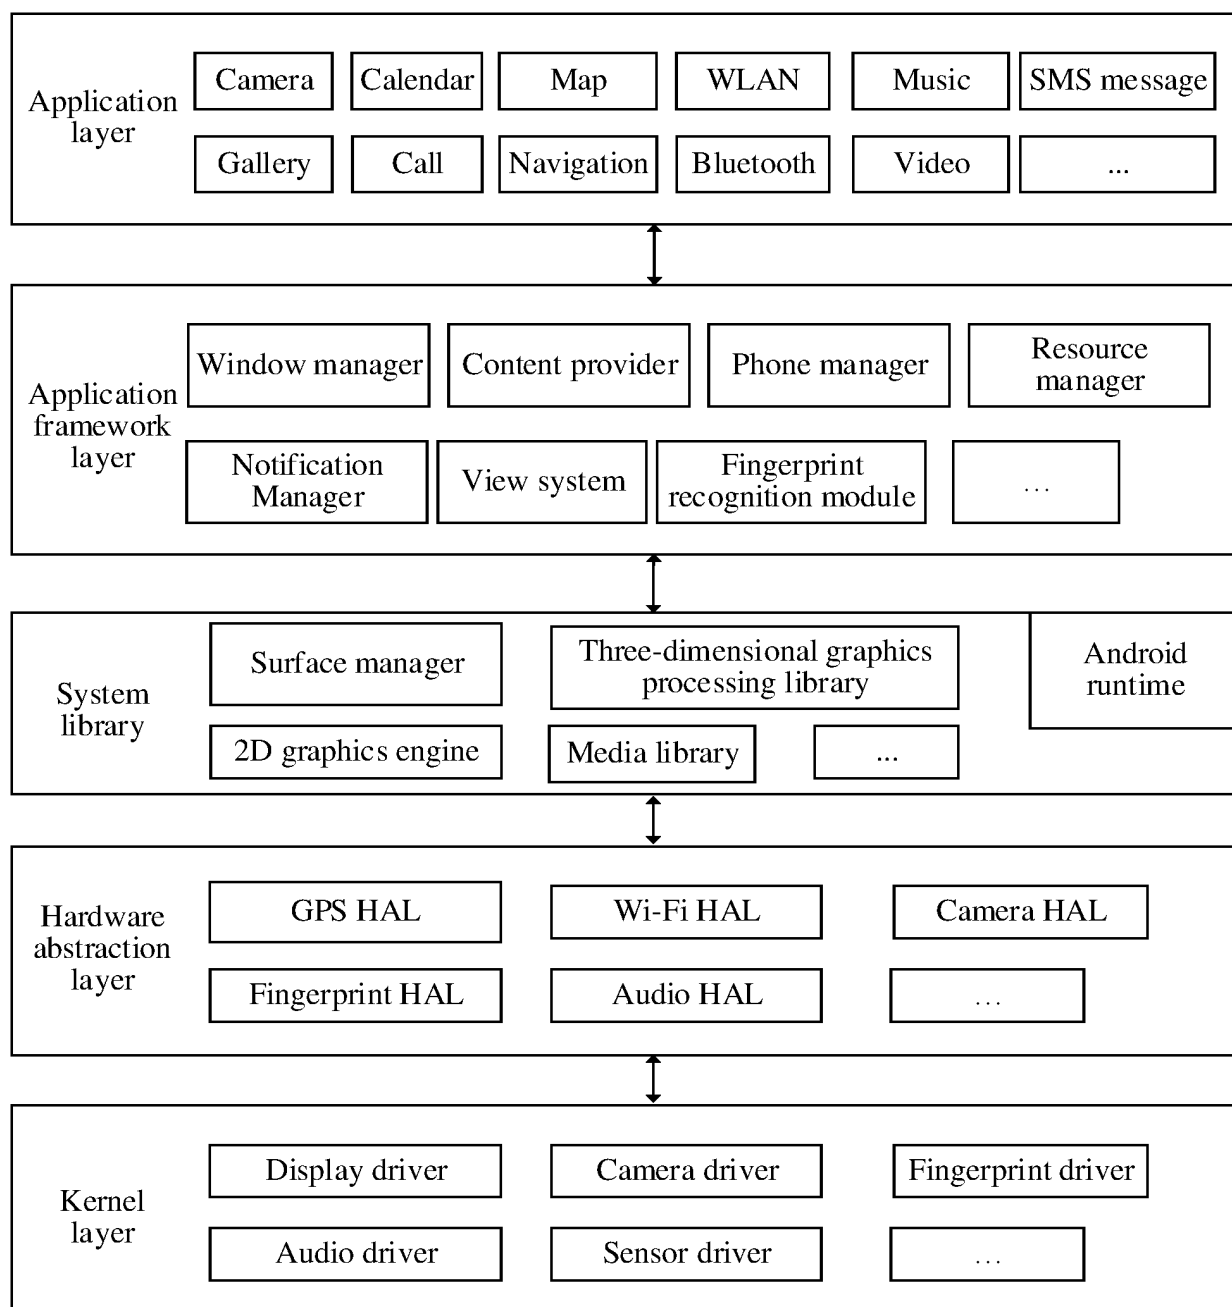 Application
layer
Camera
Calendar
Map
WLAN
Music
SMS message
Gallery
Call
Navigation
Bluetooth
Video
...
Application
framework
layer
Window manager
Content provider
Phone manager
Resource
manager
Notification
Manager
View system
Fingerprint
recognition module
...
System
library
Surface manager
Three-dimensional graphics
processing library
Android
runtime
2D graphics engine
Media library
...
Hardware
abstraction
layer
GPS HAL
Wi-Fi HAL
Camera HAL
Fingerprint HAL
Audio HAL
...
Kernel
layer
Display driver
Camera driver
Fingerprint driver
Audio driver
Sensor driver
...